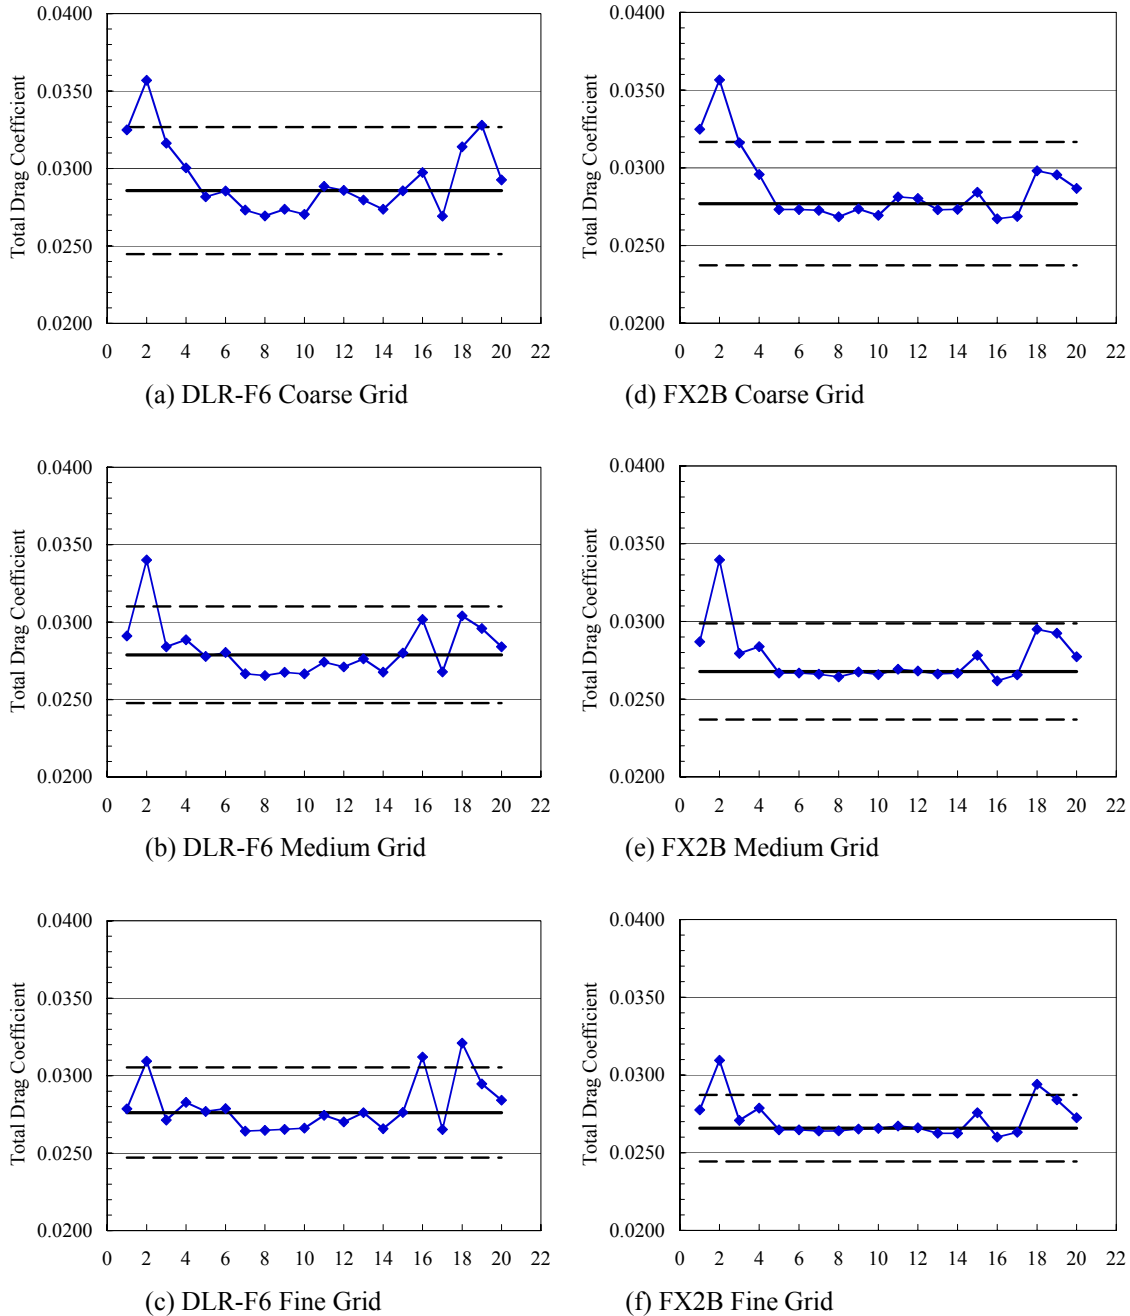 0.0400
0.0350
0.0300
0.0250
0.0200
Total Drag Coefficient
0 2 4 6 8 10 12 14 16 18 20 22
(a) DLR-F6 Coarse Grid
0.0400
0.0350
0.0300
0.0250
0.0200
Total Drag Coefficient
0 2 4 6 8 10 12 14 16 18 20 22
(d) FX2B Coarse Grid
0.0400
0.0350
0.0300
0.0250
0.0200
Total Drag Coefficient
0 2 4 6 8 10 12 14 16 18 20 22
(b) DLR-F6 Medium Grid
0.0400
0.0350
0.0300
0.0250
0.0200
Total Drag Coefficient
0 2 4 6 8 10 12 14 16 18 20 22
(e) FX2B Medium Grid
0.0400
0.0350
0.0300
0.0250
0.0200
Total Drag Coefficient
0 2 4 6 8 10 12 14 16 18 20 22
(c) DLR-F6 Fine Grid
0.0400
0.0350
0.0300
0.0250
0.0200
Total Drag Coefficient
0 2 4 6 8 10 12 14 16 18 20 22
(f) FX2B Fine Grid